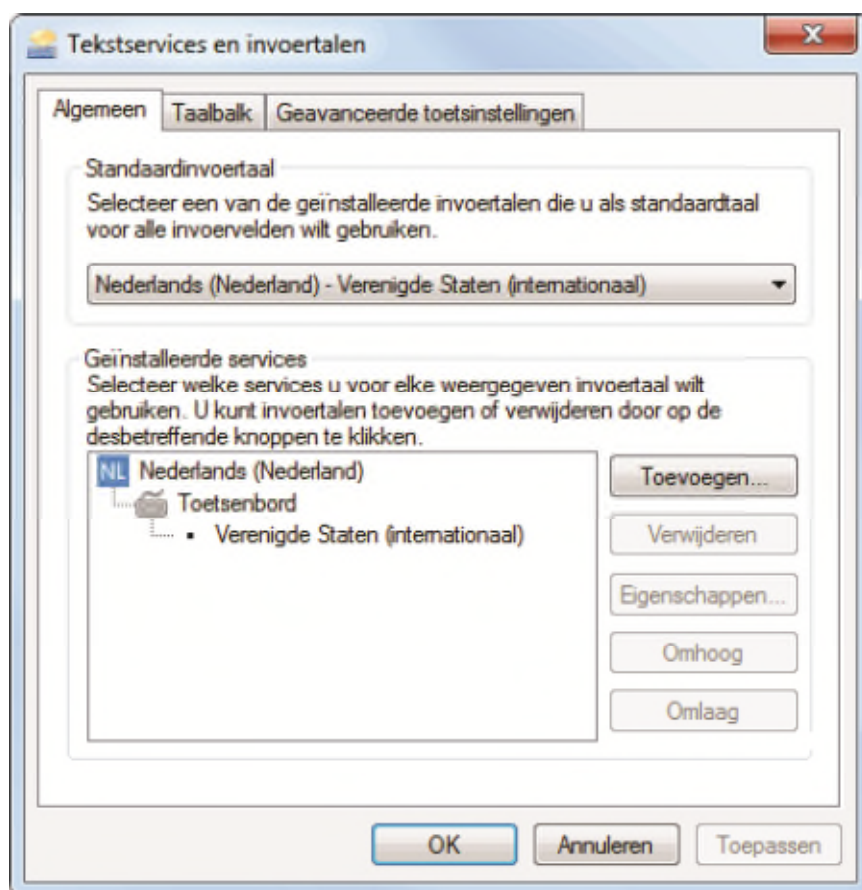 Tekstservices en invoertalen
Algemeen
Taalbalk
Geavanceerde toetsinstellingen
Standaardinvoertaal
Selecteer een van de geïnstalleerde invoertalen die u als standaardtaal
voor alle invoervelden wilt gebruiken.
Nederlands (Nederland) - Verenigde Staten (internationaal)
Geïnstalleerde services
Selecteer welke services u voor elke weergegeven invoertaal wilt
gebruiken. U kunt invoertalen toevoegen of verwijderen door op de
desbetreffende knoppen te klikken.
NL Nederlands (Nederland)
Toetsenbord
Verenigde Staten (internationaal)
Toevoegen...
Verwijderen
Eigenschappen...
Omhoog
Omlaag
OK
Annuleren
Toepassen